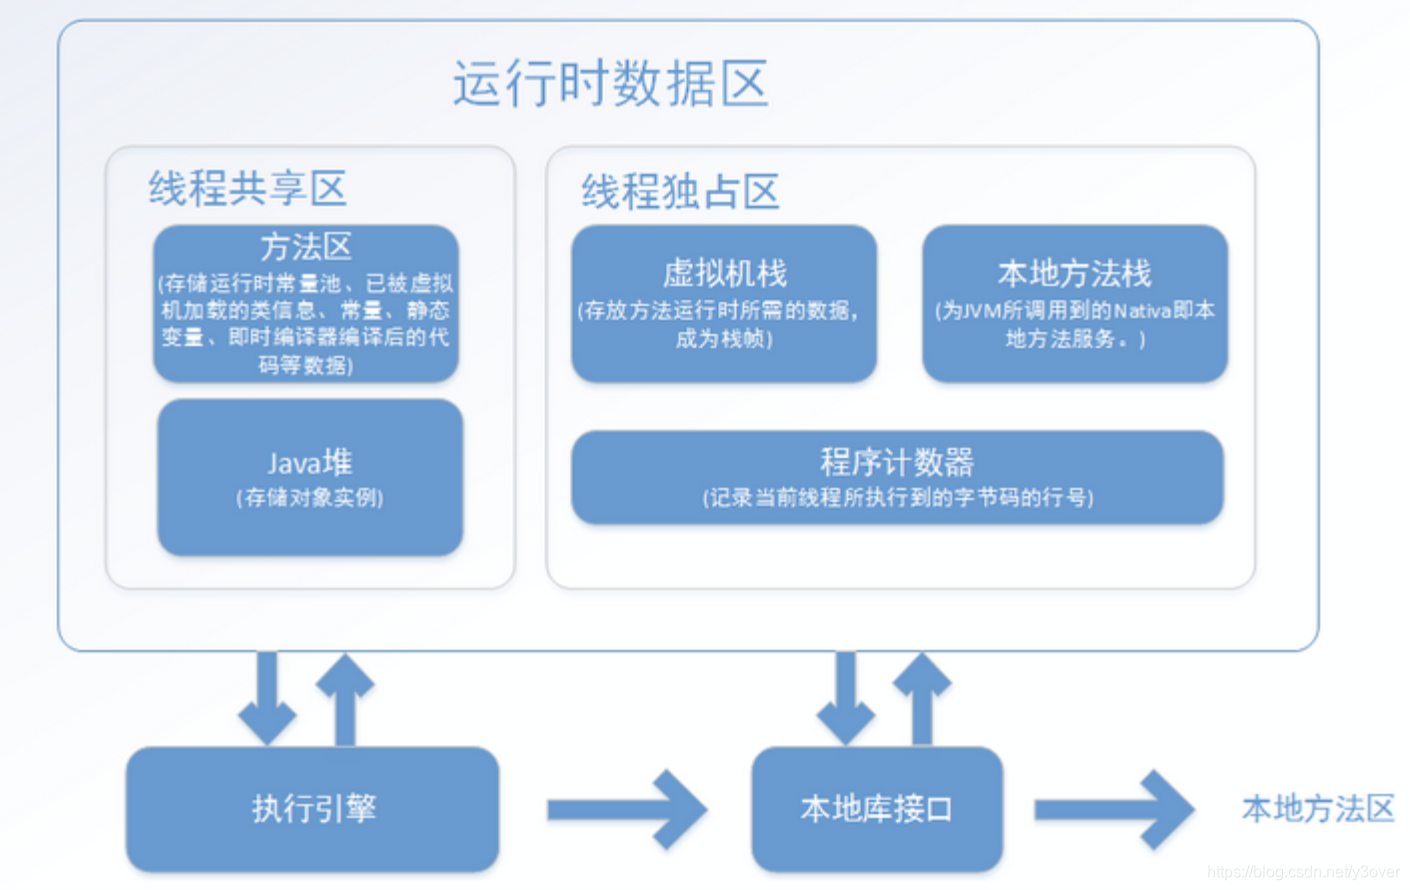 运行时数据区
线程共享区
方法区
(存储运行时常量池、已被虚拟
机加载的类信息、常量、静态
变量、即时编译器编译后的代
码等数据)
Java堆
(存储对象实例)
线程独占区
虚拟机栈
(存放方法运行时所需的数据，
成为栈帧)
本地方法栈
(为JVM所调用到的Nativa即本
地方法服务。)
程序计数器
(记录当前线程所执行到的字节码的行号)
执行引擎
本地库接口
本地方法区
https://blog.csdn.net/y3over